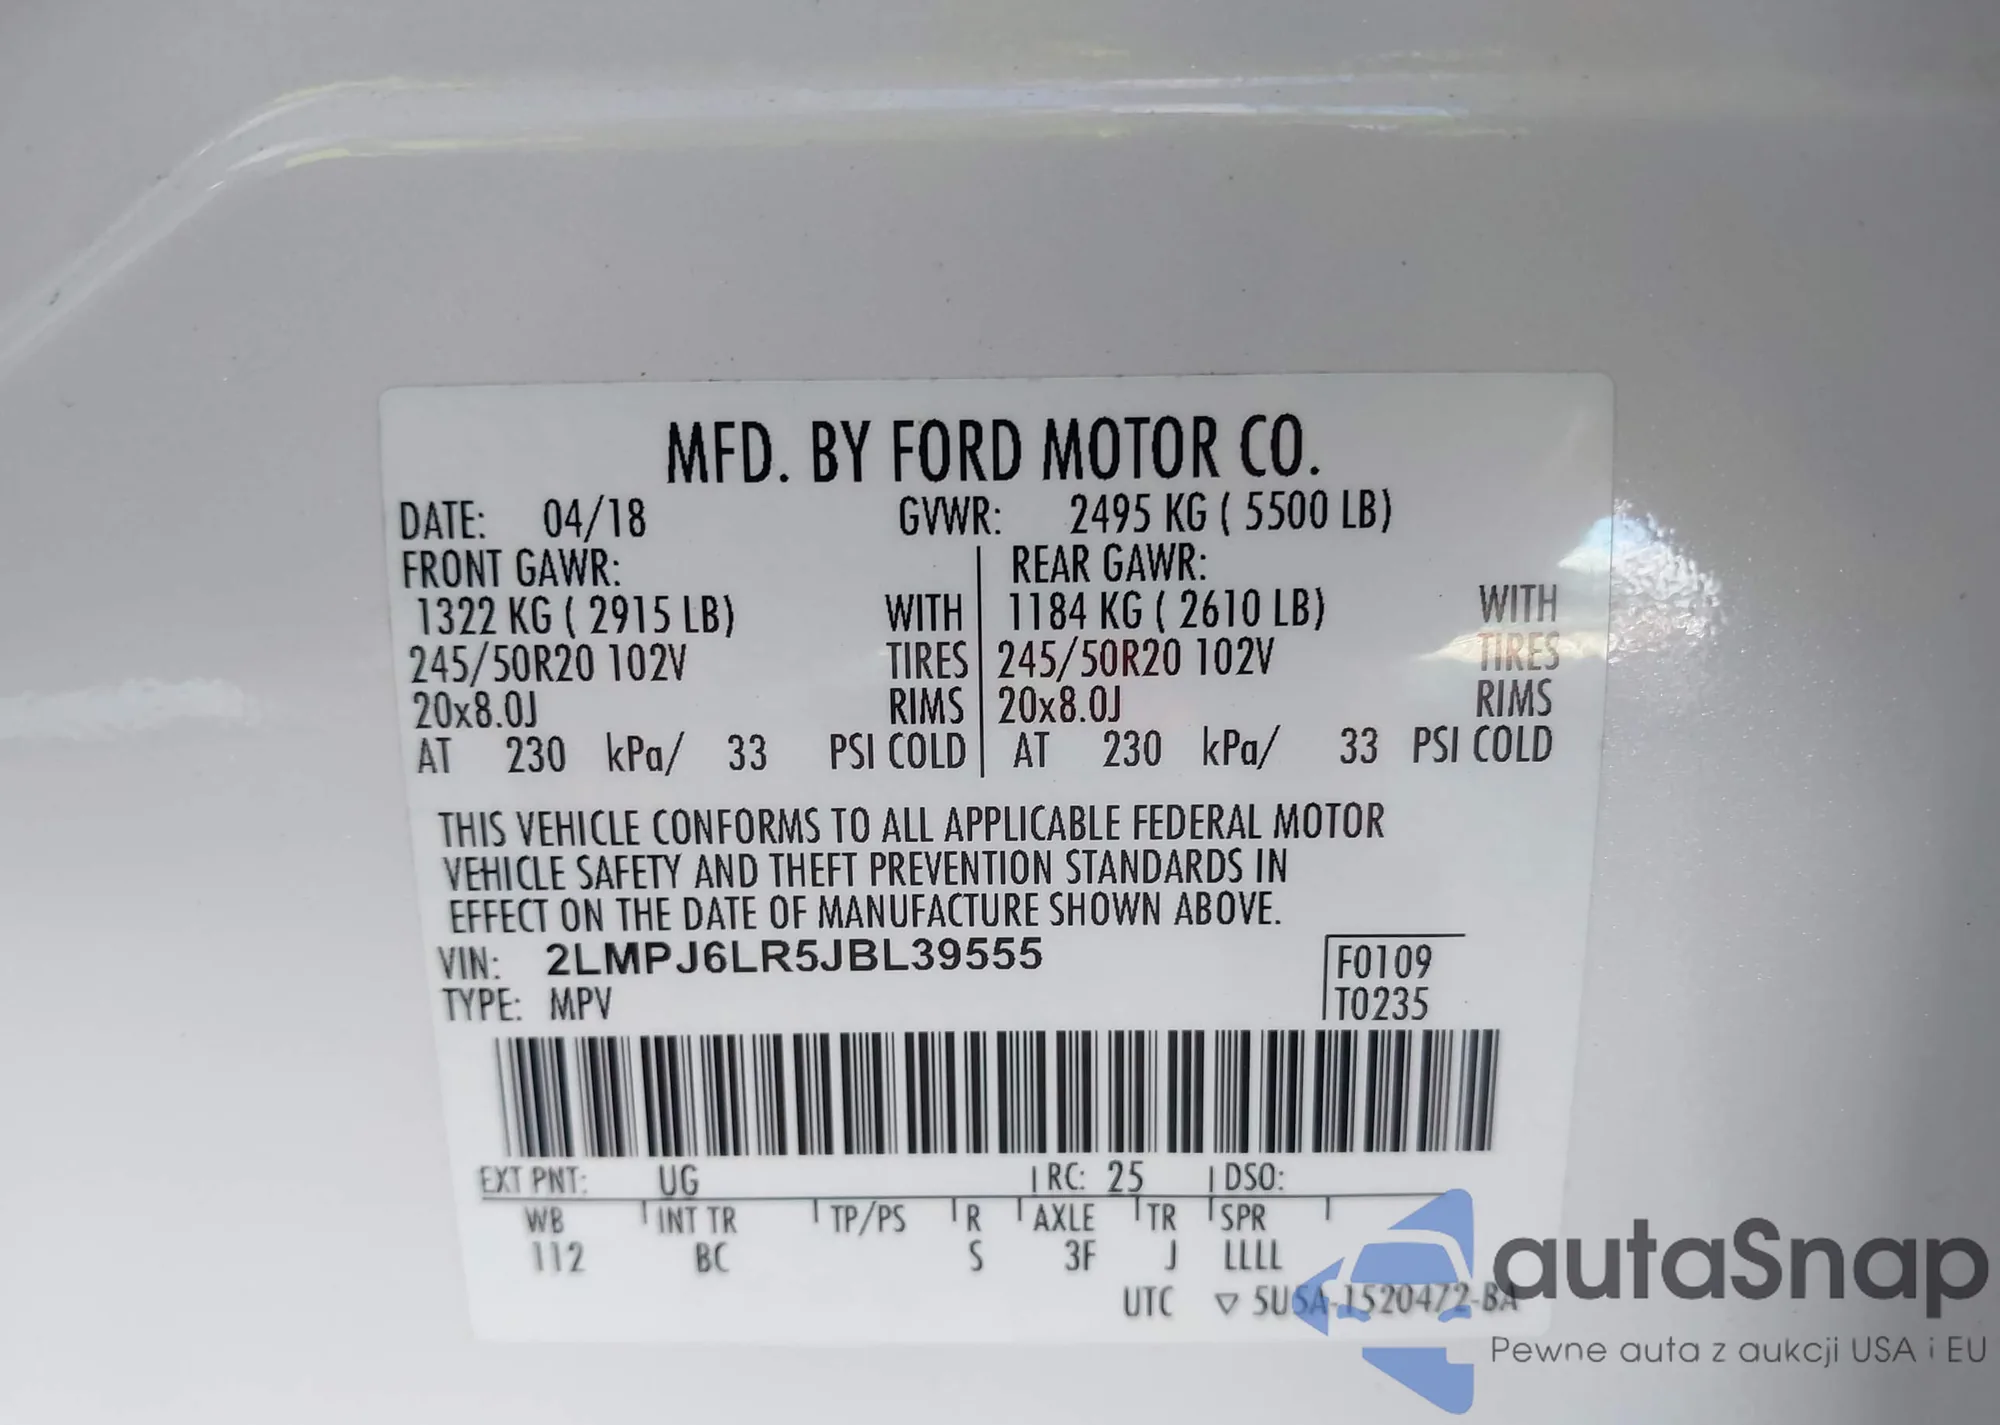 MFD. BY FORD MOTOR CO.
DATE: 04/18 GVWR: 2495 KG ( 5500 LB)
FRONT GAWR: REAR GAWR:
1322 KG ( 2915 LB) WITH 1184 KG ( 2610 LB) WITH
245/50R20 102V TIRES 245/50R20 102V TIRES
20x8.0J RIMS 20x8.0J RIMS
AT 230 kPa/ 33 PSI COLD AT 230 kPa/ 33 PSI COLD
THIS VEHICLE CONFORMS TO ALL APPLICABLE FEDERAL MOTOR
VEHICLE SAFETY AND THEFT PREVENTION STANDARDS IN
EFFECT ON THE DATE OF MANUFACTURE SHOWN ABOVE.
VIN: 2LMPJ6LR5JBL39555 F0109
TYPE: MPV T0235
EXT PNT: UG RC: 25 DSO:
WB INT TR TP/PS R AXLE TR SPR
112 BC S 3F J LLLL
UTC ▽ 5U5A-1520472-BA
autaSnap
Pewne auta z aukcji USA i EU